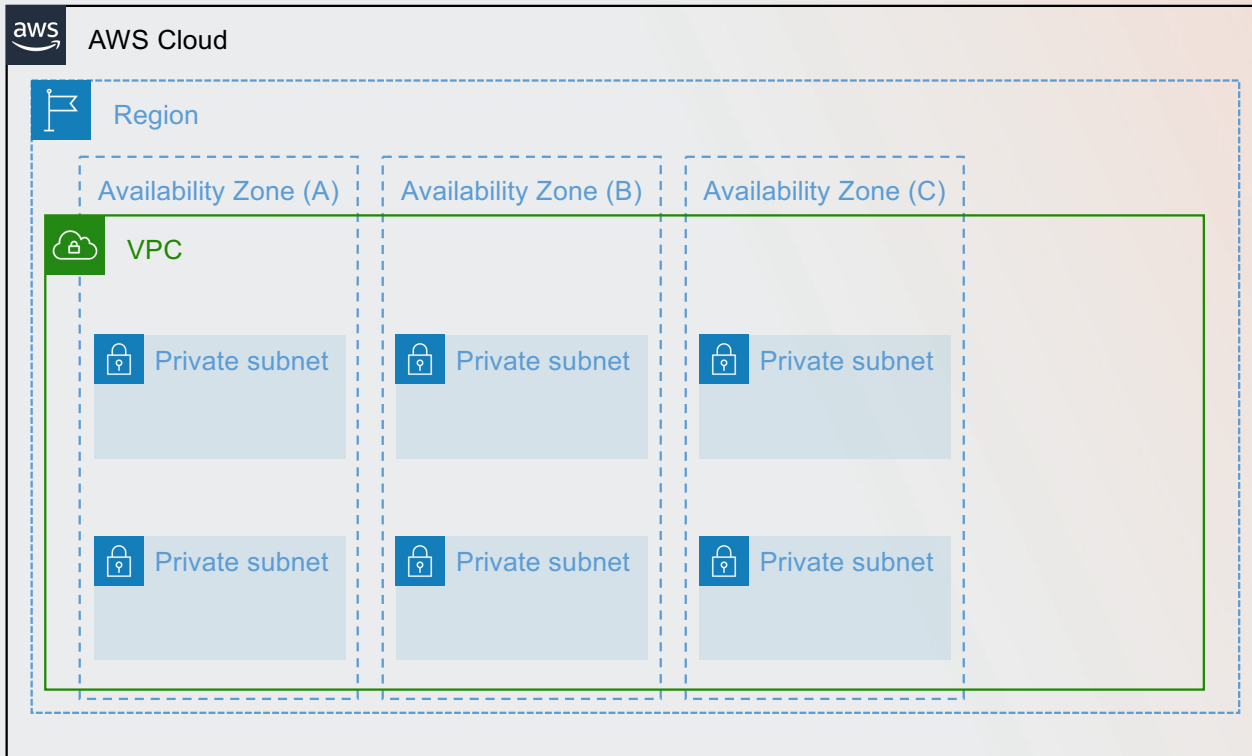 aws
AWS Cloud
Region
Availability Zone (A)
Availability Zone (B)
Availability Zone (C)
VPC
Private subnet
Private subnet
Private subnet
Private subnet
Private subnet
Private subnet